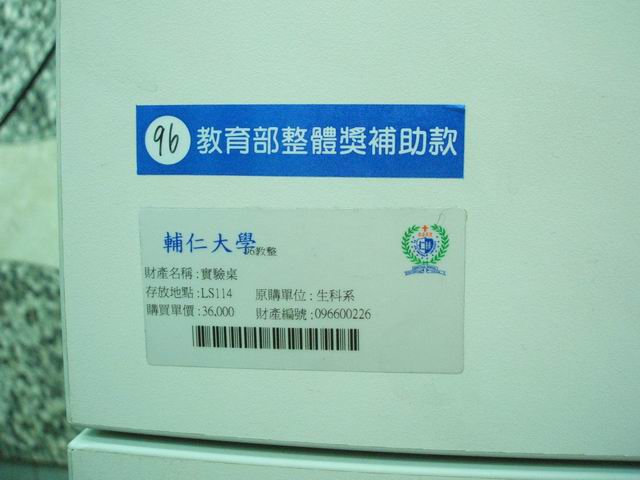 96 教育部整體獎補助款
輔仁大學
財產名稱:實驗桌
存放地點:LS114 原購單位:生科系
購買單價:36,000 財產編號:096600226